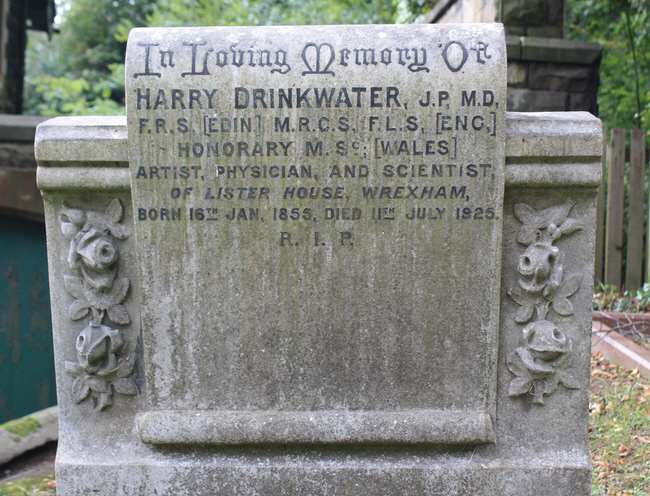 In Loving Memory Of
HARRY DRINKWATER, J.P. M.D,
F.R.S, [EDIN] M.R.C.S, F.L.S, [ENG,]
HONORARY M. Sc; [WALES]
ARTIST, PHYSICIAN, AND SCIENTIST,
OF LISTER HOUSE, WREXHAM,
BORN 16TH JAN, 1855, DIED 11TH JULY 1925.
R. I. P.